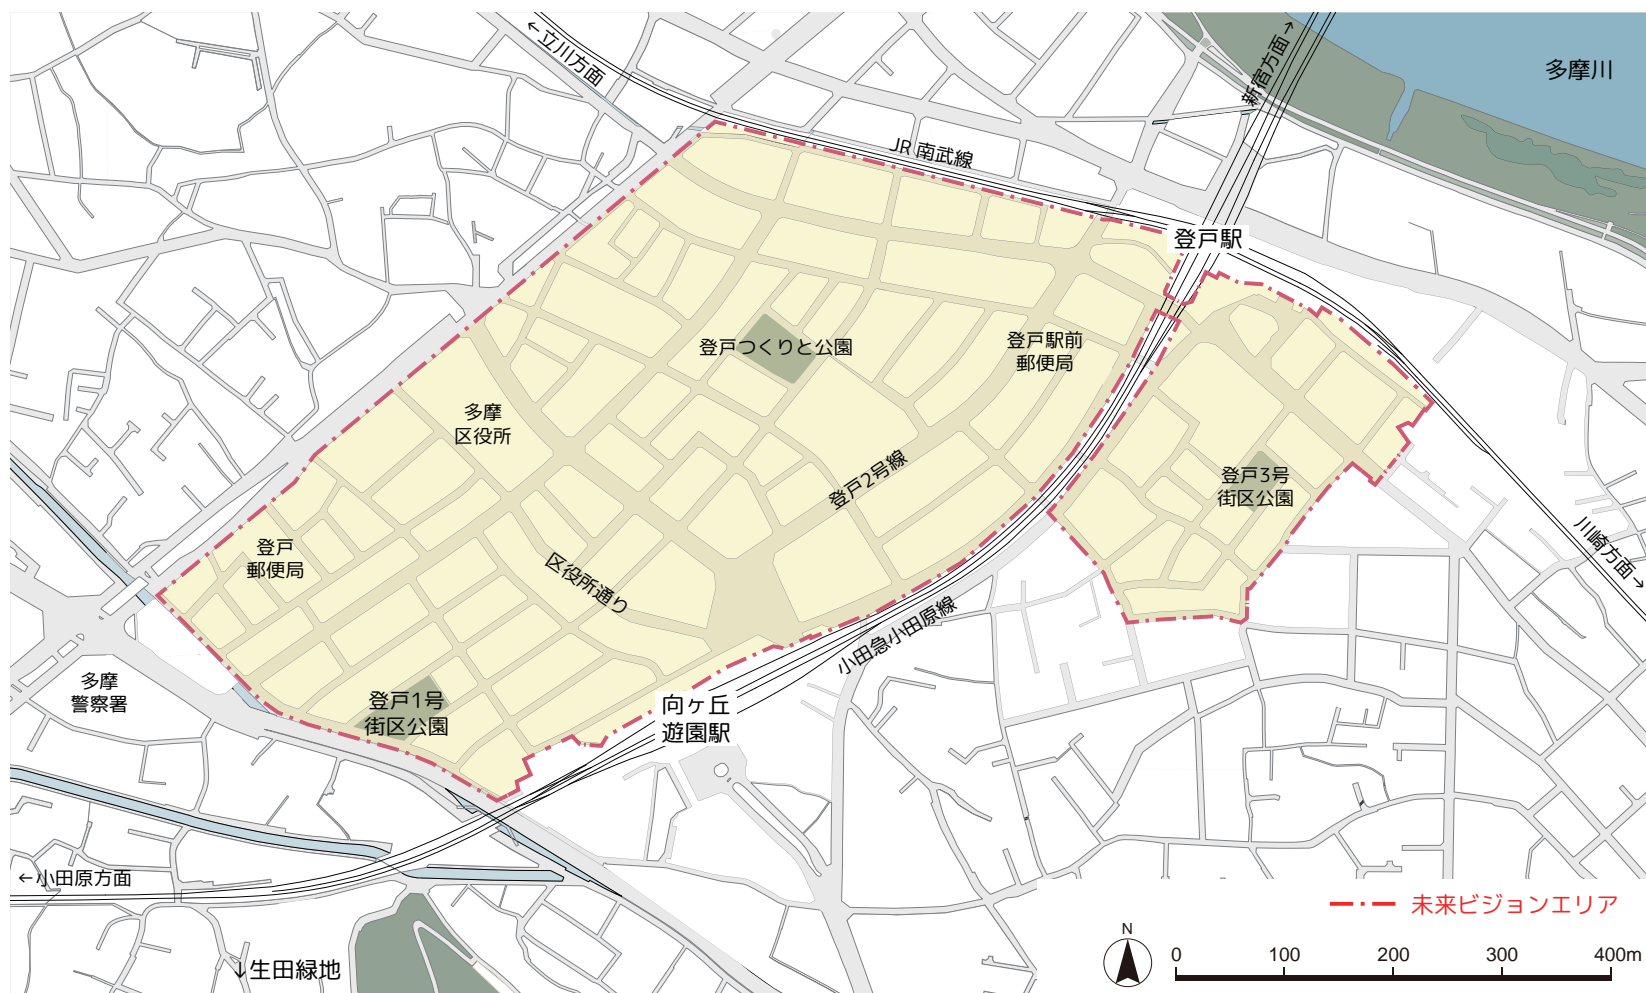 ←立川方面
新宿方面→
多摩川
JR 南武線
登戸駅
登戸つくりと公園
登戸駅前
郵便局
多摩
区役所
登戸2号線
登戸3号
街区公園
登戸
郵便局
区役所通り
川崎方面→
小田急小田原線
多摩
警察署
登戸1号
街区公園
向ヶ丘
遊園駅
←小田原方面
未来ビジョンエリア
↓生田緑地
N
0 100 200 300 400m